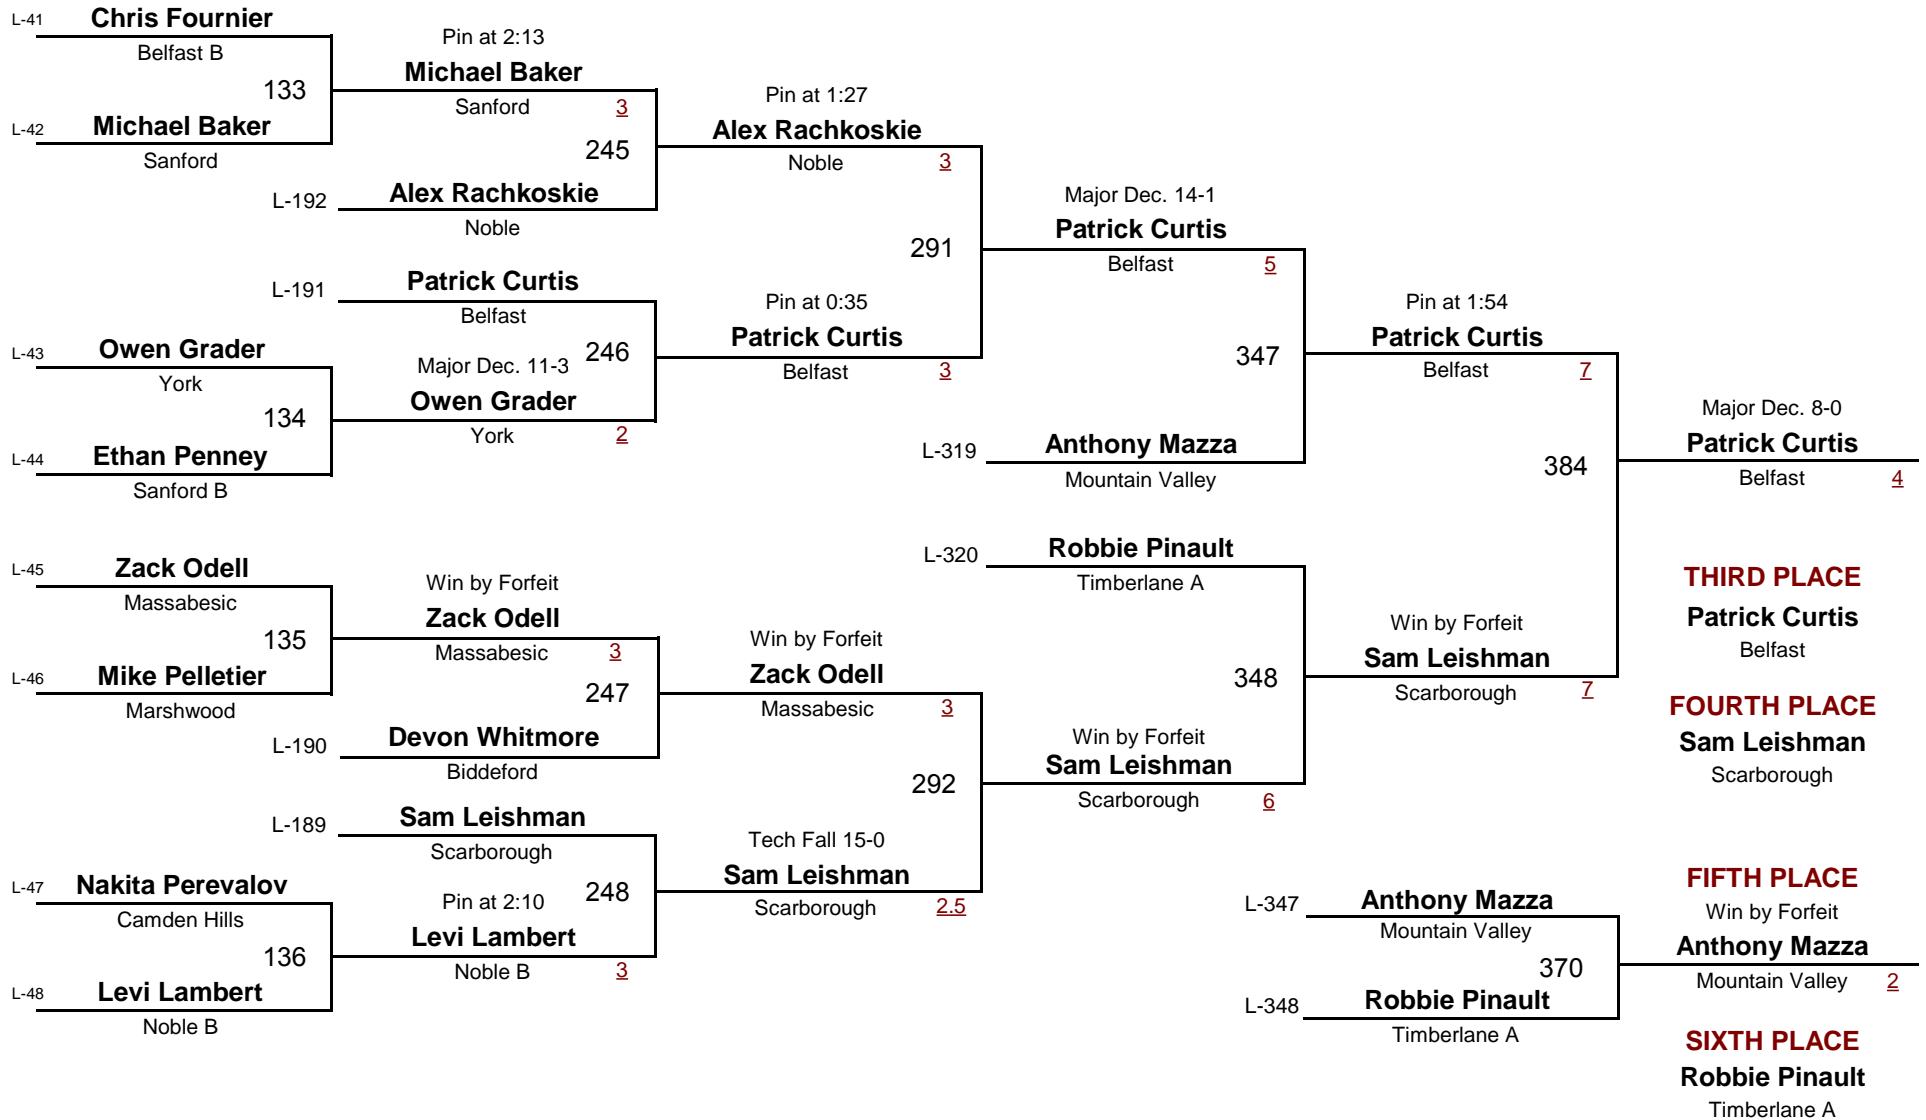 L-41 Chris Fournier
Belfast B
133
L-42 Michael Baker
Sanford
Pin at 2:13
Michael Baker
Sanford 3
245
L-192 Alex Rachkoskie
Noble
Pin at 1:27
Alex Rachkoskie
Noble 3
291
L-191 Patrick Curtis
Belfast
246
L-43 Owen Grader
York
134
L-44 Ethan Penney
Sanford B
Major Dec. 11-3
Owen Grader
York 2
Pin at 0:35
Patrick Curtis
Belfast 3
Major Dec. 14-1
Patrick Curtis
Belfast 5
347
L-319 Anthony Mazza
Mountain Valley
Pin at 1:54
Patrick Curtis
Belfast 7
384
Major Dec. 8-0
Patrick Curtis
Belfast 4
L-45 Zack Odell
Massabesic
135
L-46 Mike Pelletier
Marshwood
Win by Forfeit
Zack Odell
Massabesic 3
247
L-190 Devon Whitmore
Biddeford
Win by Forfeit
Zack Odell
Massabesic 3
292
L-189 Sam Leishman
Scarborough
248
L-47 Nakita Perevalov
Camden Hills
136
L-48 Levi Lambert
Noble B
Pin at 2:10
Levi Lambert
Noble B 3
Tech Fall 15-0
Sam Leishman
Scarborough 2.5
L-320 Robbie Pinault
Timberlane A
348
Win by Forfeit
Sam Leishman
Scarborough 6
Win by Forfeit
Sam Leishman
Scarborough 7
THIRD PLACE
Patrick Curtis
Belfast
FOURTH PLACE
Sam Leishman
Scarborough
L-347 Anthony Mazza
Mountain Valley
370
L-348 Robbie Pinault
Timberlane A
FIFTH PLACE
Win by Forfeit
Anthony Mazza
Mountain Valley 2
SIXTH PLACE
Robbie Pinault
Timberlane A